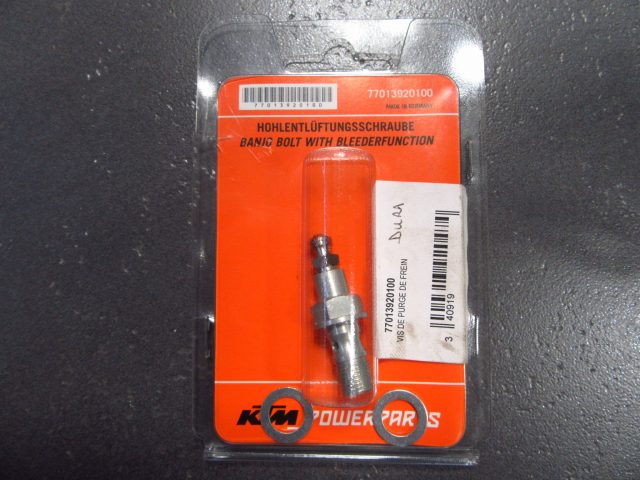 77013920100
77013920100
MADE IN GERMANY
HOHLENTLÜFTUNGSSCHRAUBE
BANJO BOLT WITH BLEEDERFUNCTION
Dura
77013920100
VIS DE PURGE DE FREIN
3 40919
KTM POWERPARTS